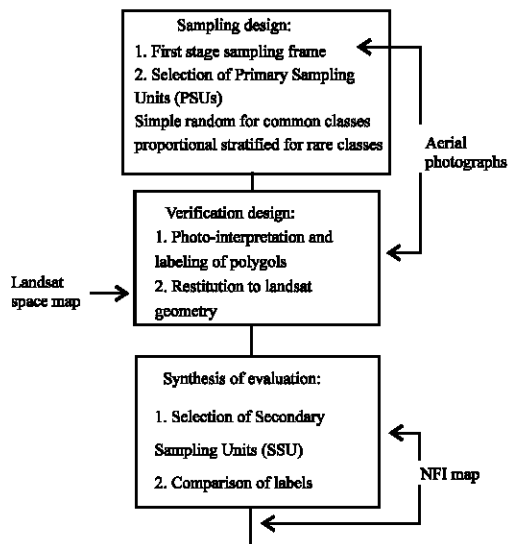 Sampling design:
1. First stage sampling frame
2. Selection of Primary Sampling
Units (PSUs)
Simple random for common classes
proportional stratified for rare classes
Aerial
photographs
Verification design:
1. Photo-interpretation and
labeling of polygols
2. Restitution to landsat
geometry
Landsat
space map
Synthesis of evaluation:
1. Selection of Secondary
Sampling Units (SSU)
2. Comparison of labels
NFI map